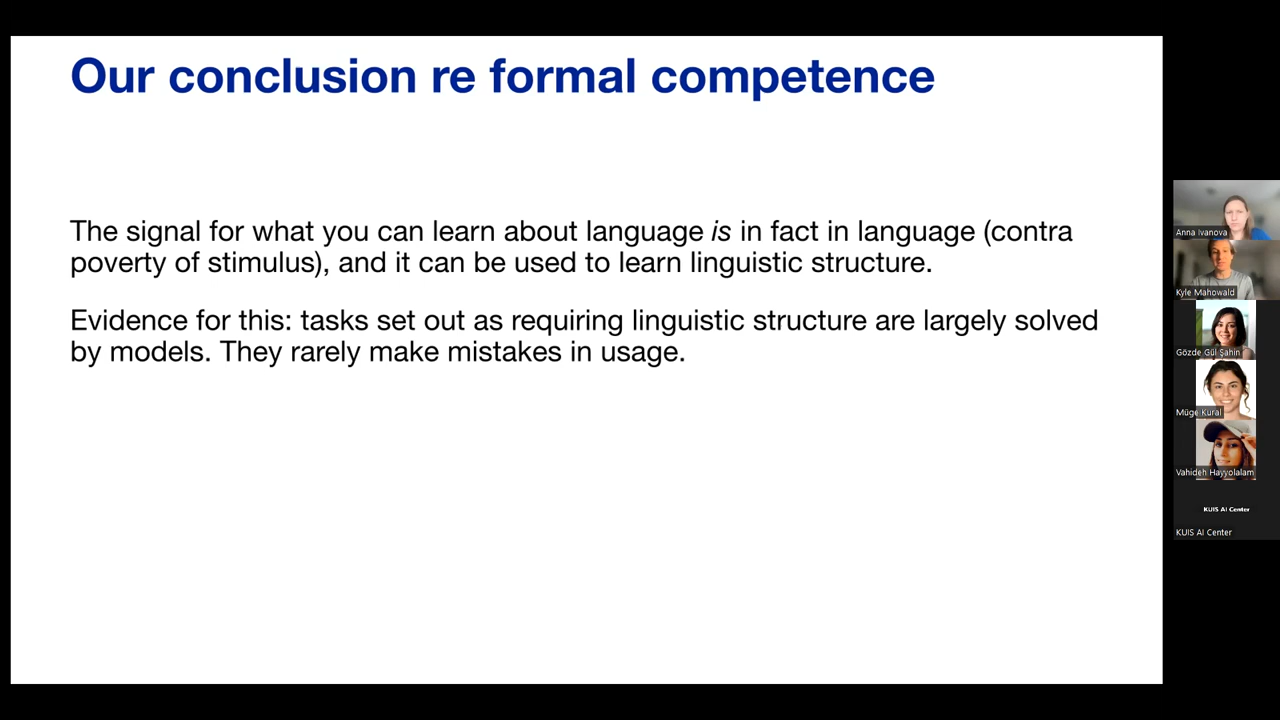 Our conclusion re formal competence
The signal for what you can learn about language is in fact in language (contra
poverty of stimulus), and it can be used to learn linguistic structure.
Evidence for this: tasks set out as requiring linguistic structure are largely solved
by models. They rarely make mistakes in usage.
Anna Ivanova
Kyle Mahowald
Gözde Gül Şahin
Müge Kural
Vahideh Hayyolalam
KUIS AI Center
KUIS AI Center